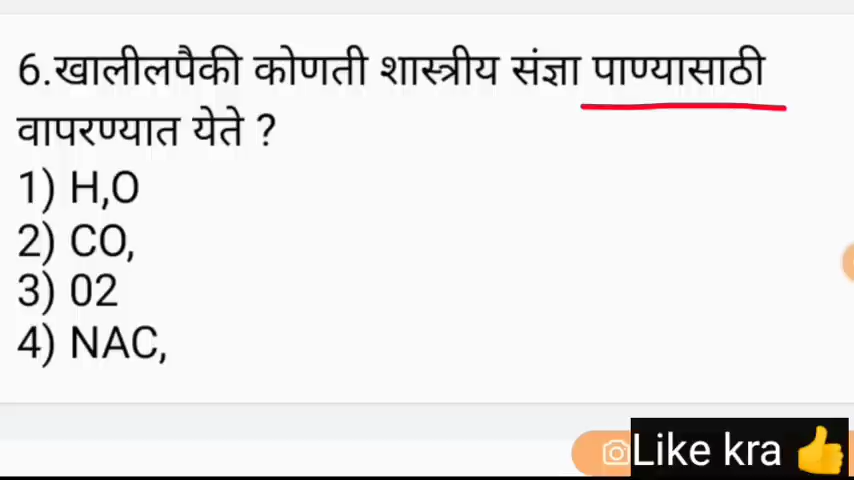 6.खालीलपैकी कोणती शास्त्रीय संज्ञा पाण्यासाठी
वापरण्यात येते ?
1) H,O
2) CO,
3) 02
4) NAC,
Like kra 👍